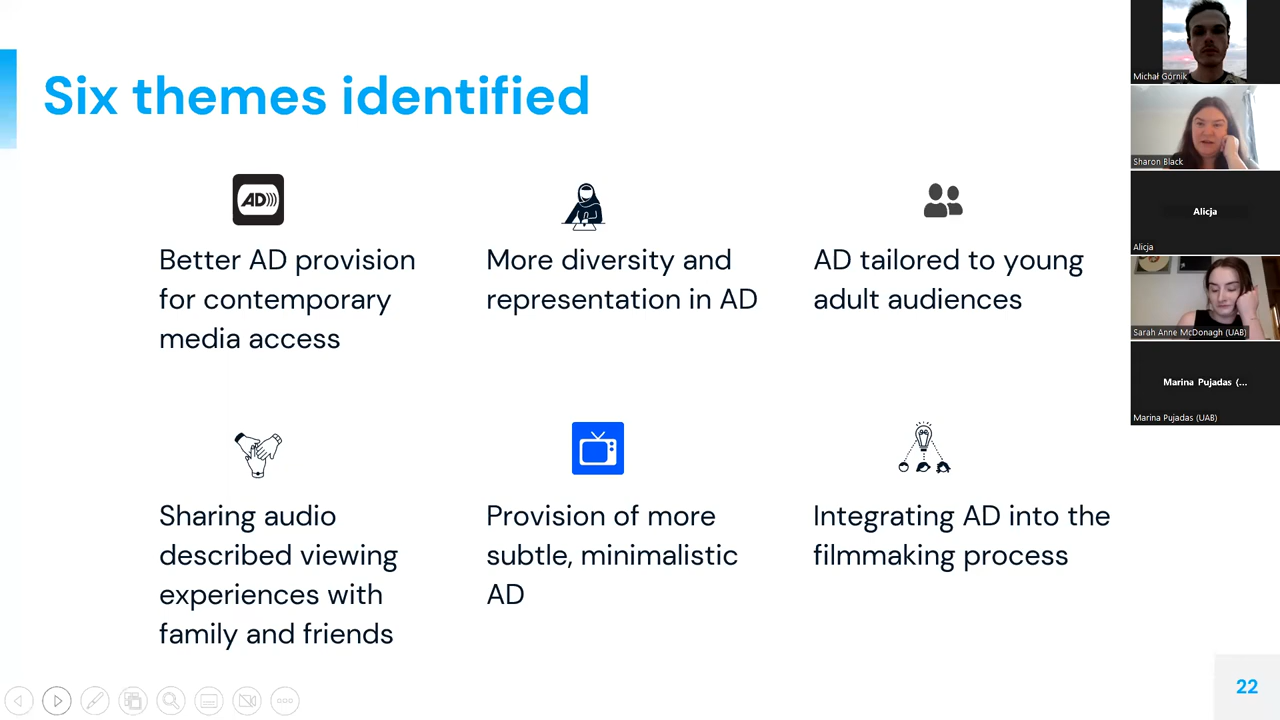 Six themes identified
AD
Better AD provision
for contemporary
media access
More diversity and
representation in AD
AD tailored to young
adult audiences
Sharing audio
described viewing
experiences with
family and friends
Provision of more
subtle, minimalistic
AD
Integrating AD into the
filmmaking process
22
Michał Górnik
Sharon Black
Alicja
Alicja
Sarah Anne McDonagh (UAB)
Marina Pujadas (...
Marina Pujadas (UAB)